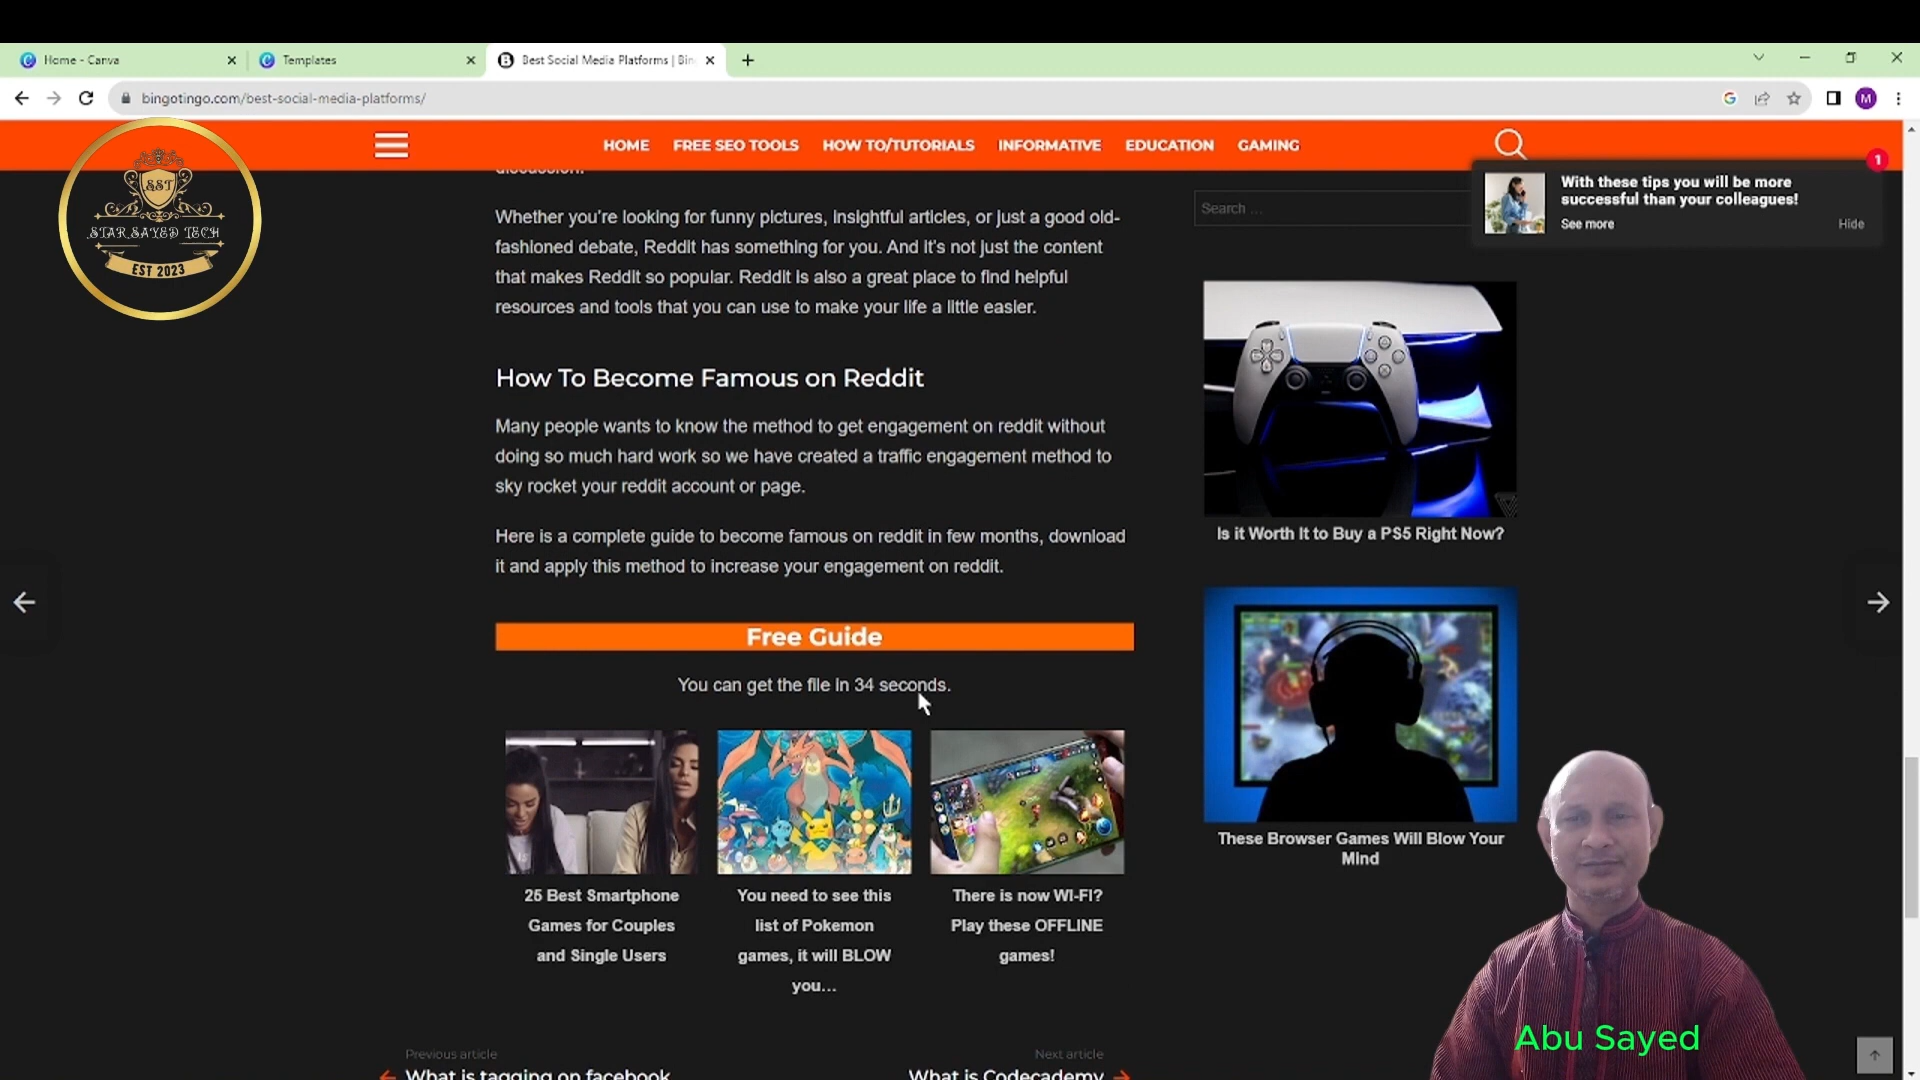 Home - Canva
Templates
Best Social Media Platforms | Bin
bingotingo.com/best-social-media-platforms/
M
HOME
FREE SEO TOOLS
HOW TO/TUTORIALS
INFORMATIVE
EDUCATION
GAMING
SST
STAR SAYED TECH
EST 2023
1
With these tips you will be more
successful than your colleagues!
See more
Hide
Search ...
discussion.
Whether you're looking for funny pictures, insightful articles, or just a good old-
fashioned debate, Reddit has something for you. And it's not just the content
that makes Reddit so popular. Reddit is also a great place to find helpful
resources and tools that you can use to make your life a little easier.
How To Become Famous on Reddit
Many people wants to know the method to get engagement on reddit without
doing so much hard work so we have created a traffic engagement method to
sky rocket your reddit account or page.
Here is a complete guide to become famous on reddit in few months, download
it and apply this method to increase your engagement on reddit.
Free Guide
You can get the file in 34 seconds.
25 Best Smartphone
Games for Couples
and Single Users
You need to see this
list of Pokemon
games, it will BLOW
you...
There is now WI-FI?
Play these OFFLINE
games!
Is it Worth It to Buy a PS5 Right Now?
These Browser Games Will Blow Your
Mind
Abu Sayed
Previous article
What is tagging on facebook
Next article
What is Codecademy